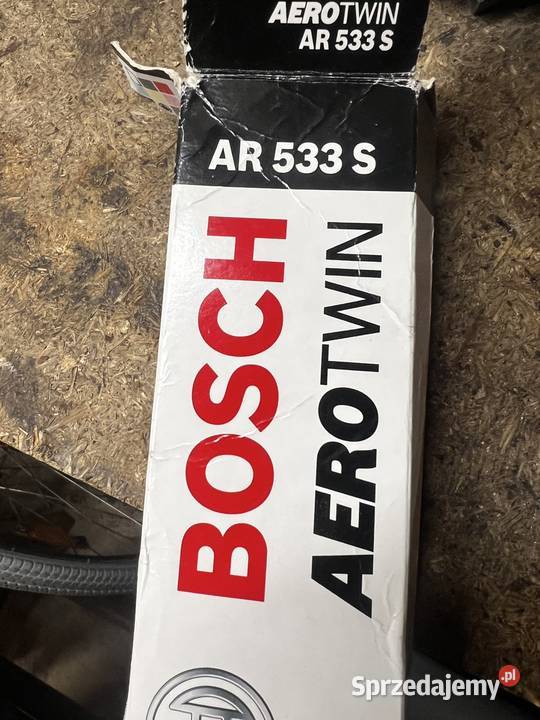 AEROTWIN
AR 533 S
AR 533 S
BOSCH
AEROTWIN
Sprzedajemy.pl